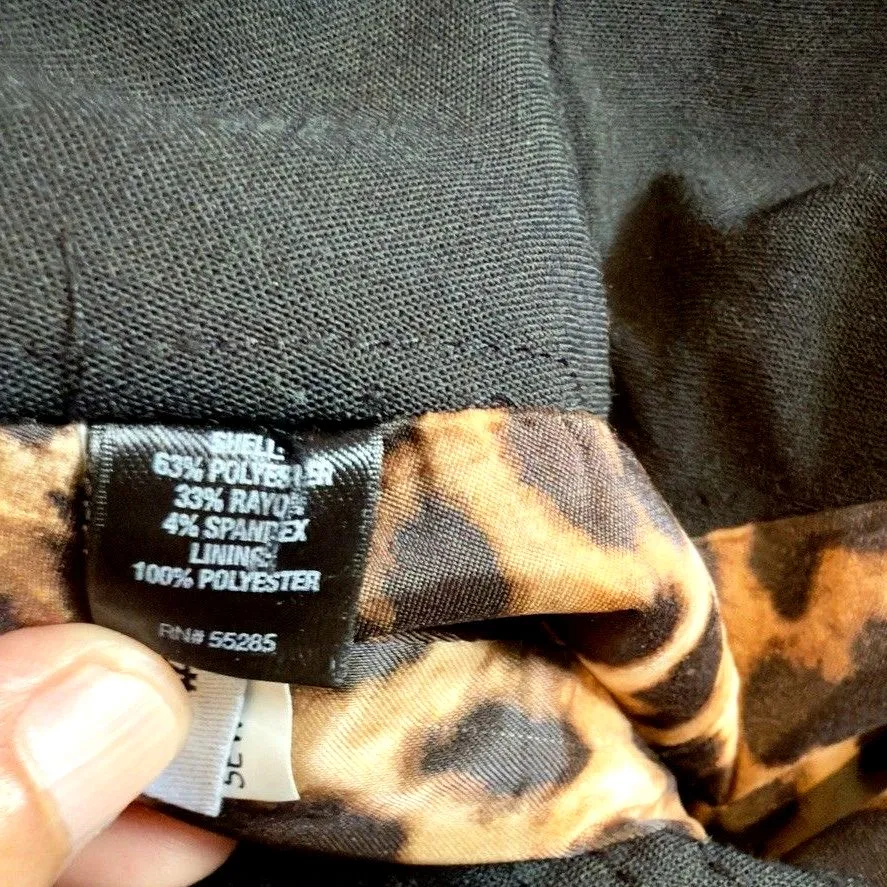 SHELL:
63% POLYESTER
33% RAYON
4% SPANDEX
LINING:
100% POLYESTER
RN# 55285